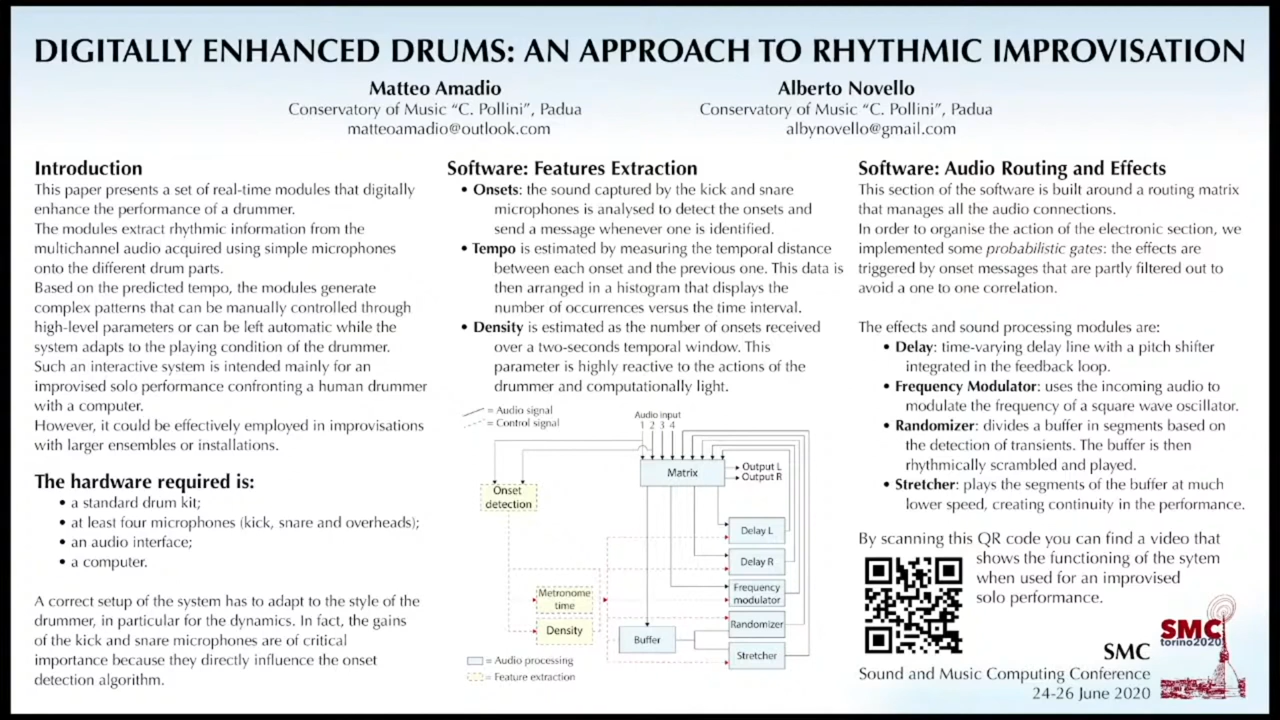 DIGITALLY ENHANCED DRUMS: AN APPROACH TO RHYTHMIC IMPROVISATION
Matteo Amadio
Conservatory of Music “C. Pollini”, Padua
matteoamadio@outlook.com
Alberto Novello
Conservatory of Music “C. Pollini”, Padua
albynovello@gmail.com
Introduction
This paper presents a set of real-time modules that digitally
enhance the performance of a drummer.
The modules extract rhythmic information from the
multichannel audio acquired using simple microphones
onto the different drum parts.
Based on the predicted tempo, the modules generate
complex patterns that can be manually controlled through
high-level parameters or can be left automatic while the
system adapts to the playing condition of the drummer.
Such an interactive system is intended mainly for an
improvised solo performance confronting a human drummer
with a computer.
However, it could be effectively employed in improvisations
with larger ensembles or installations.
The hardware required is:
• a standard drum kit;
• at least four microphones (kick, snare and overheads);
• an audio interface;
• a computer.
A correct setup of the system has to adapt to the style of the
drummer, in particular for the dynamics. In fact, the gains
of the kick and snare microphones are of critical
importance because they directly influence the onset
detection algorithm.
Software: Features Extraction
• Onsets: the sound captured by the kick and snare
microphones is analysed to detect the onsets and
send a message whenever one is identified.
• Tempo is estimated by measuring the temporal distance
between each onset and the previous one. This data is
then arranged in a histogram that displays the
number of occurrences versus the time interval.
• Density is estimated as the number of onsets received
over a two-seconds temporal window. This
parameter is highly reactive to the actions of the
drummer and computationally light.
= Audio signal
= Control signal
Audio input
1 2 3 4
Matrix
Output L
Output R
Onset
detection
Delay L
Delay R
Metronome
time
Frequency
modulator
Density
Buffer
Randomizer
Stretcher
= Audio processing
= Feature extraction
Software: Audio Routing and Effects
This section of the software is built around a routing matrix
that manages all the audio connections.
In order to organise the action of the electronic section, we
implemented some probabilistic gates: the effects are
triggered by onset messages that are partly filtered out to
avoid a one to one correlation.
The effects and sound processing modules are:
• Delay: time-varying delay line with a pitch shifter
integrated in the feedback loop.
• Frequency Modulator: uses the incoming audio to
modulate the frequency of a square wave oscillator.
• Randomizer: divides a buffer in segments based on
the detection of transients. The buffer is then
rhythmically scrambled and played.
• Stretcher: plays the segments of the buffer at much
lower speed, creating continuity in the performance.
By scanning this QR code you can find a video that
shows the functioning of the sytem
when used for an improvised
solo performance.
SMC
torino2020
SMC
Sound and Music Computing Conference
24-26 June 2020